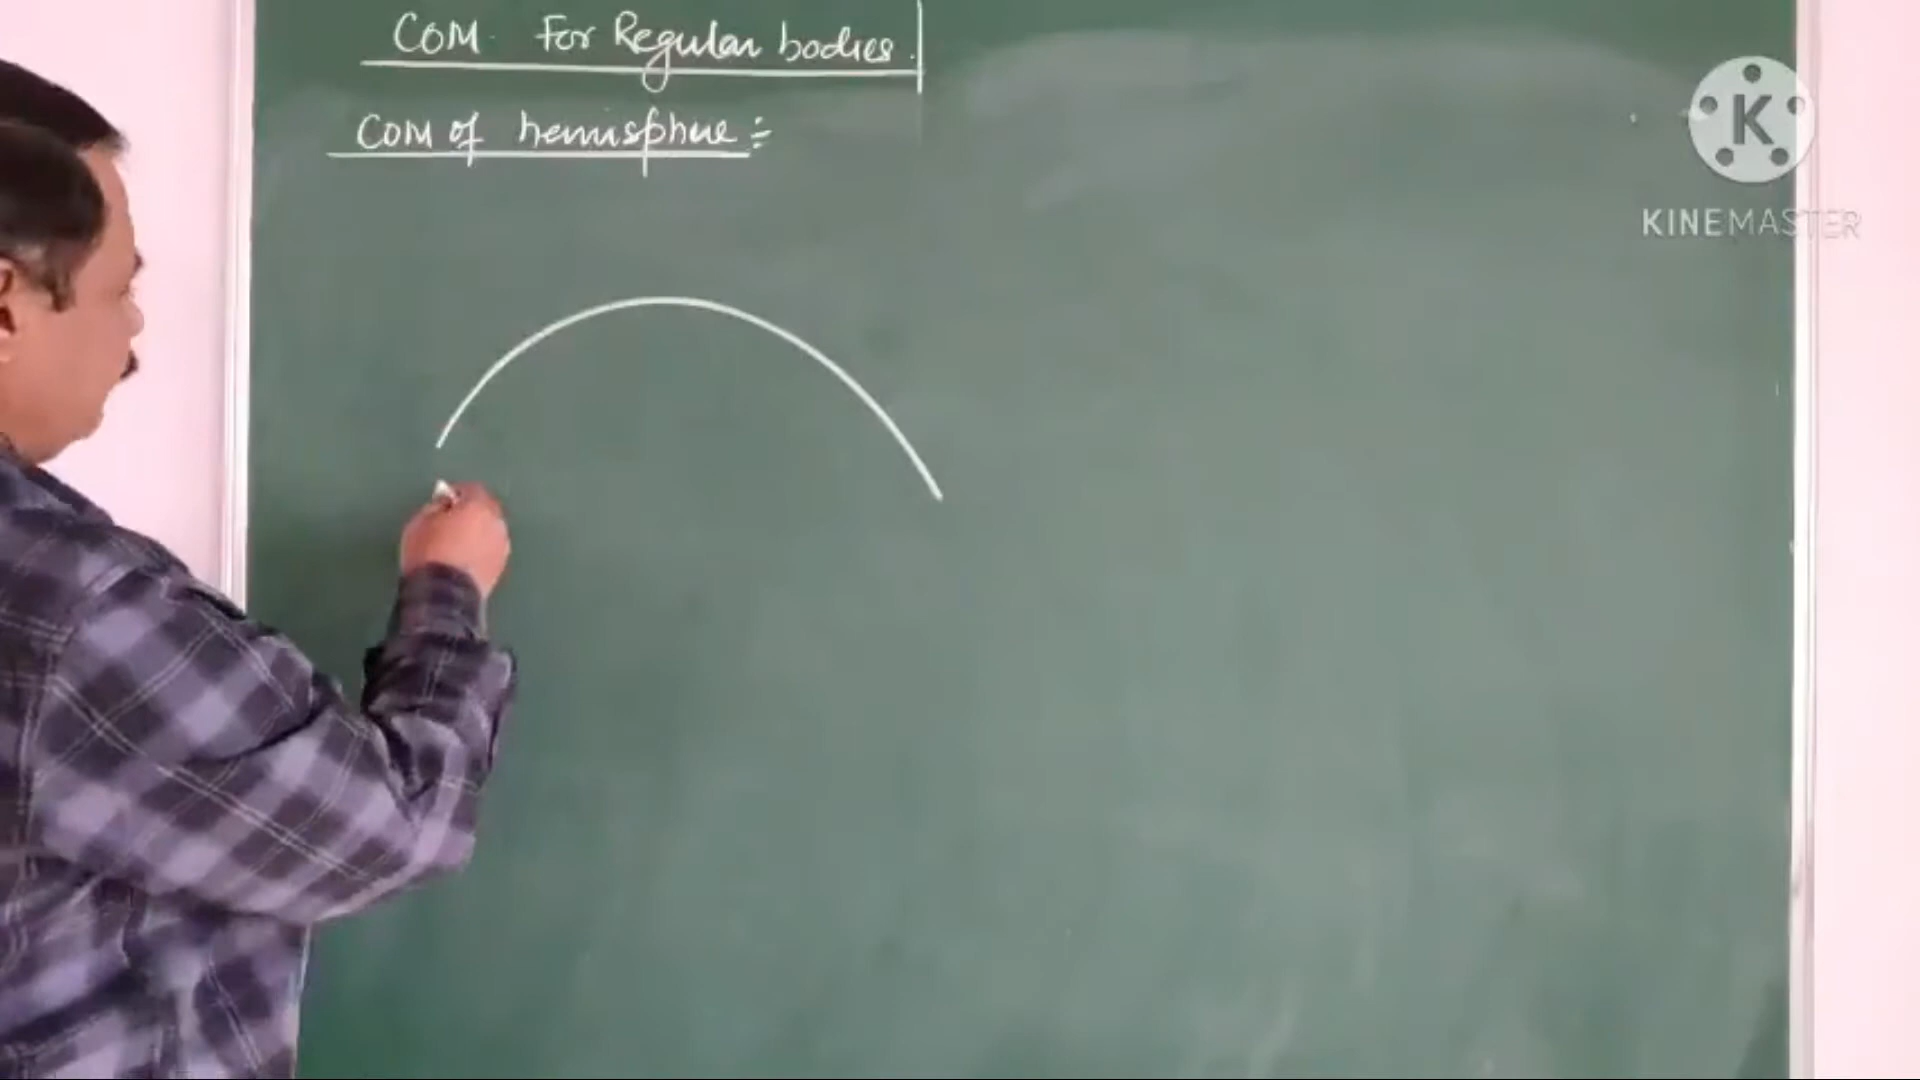 COM. For Regular bodies.
COM of hemisphere :-
K
KINEMASTER